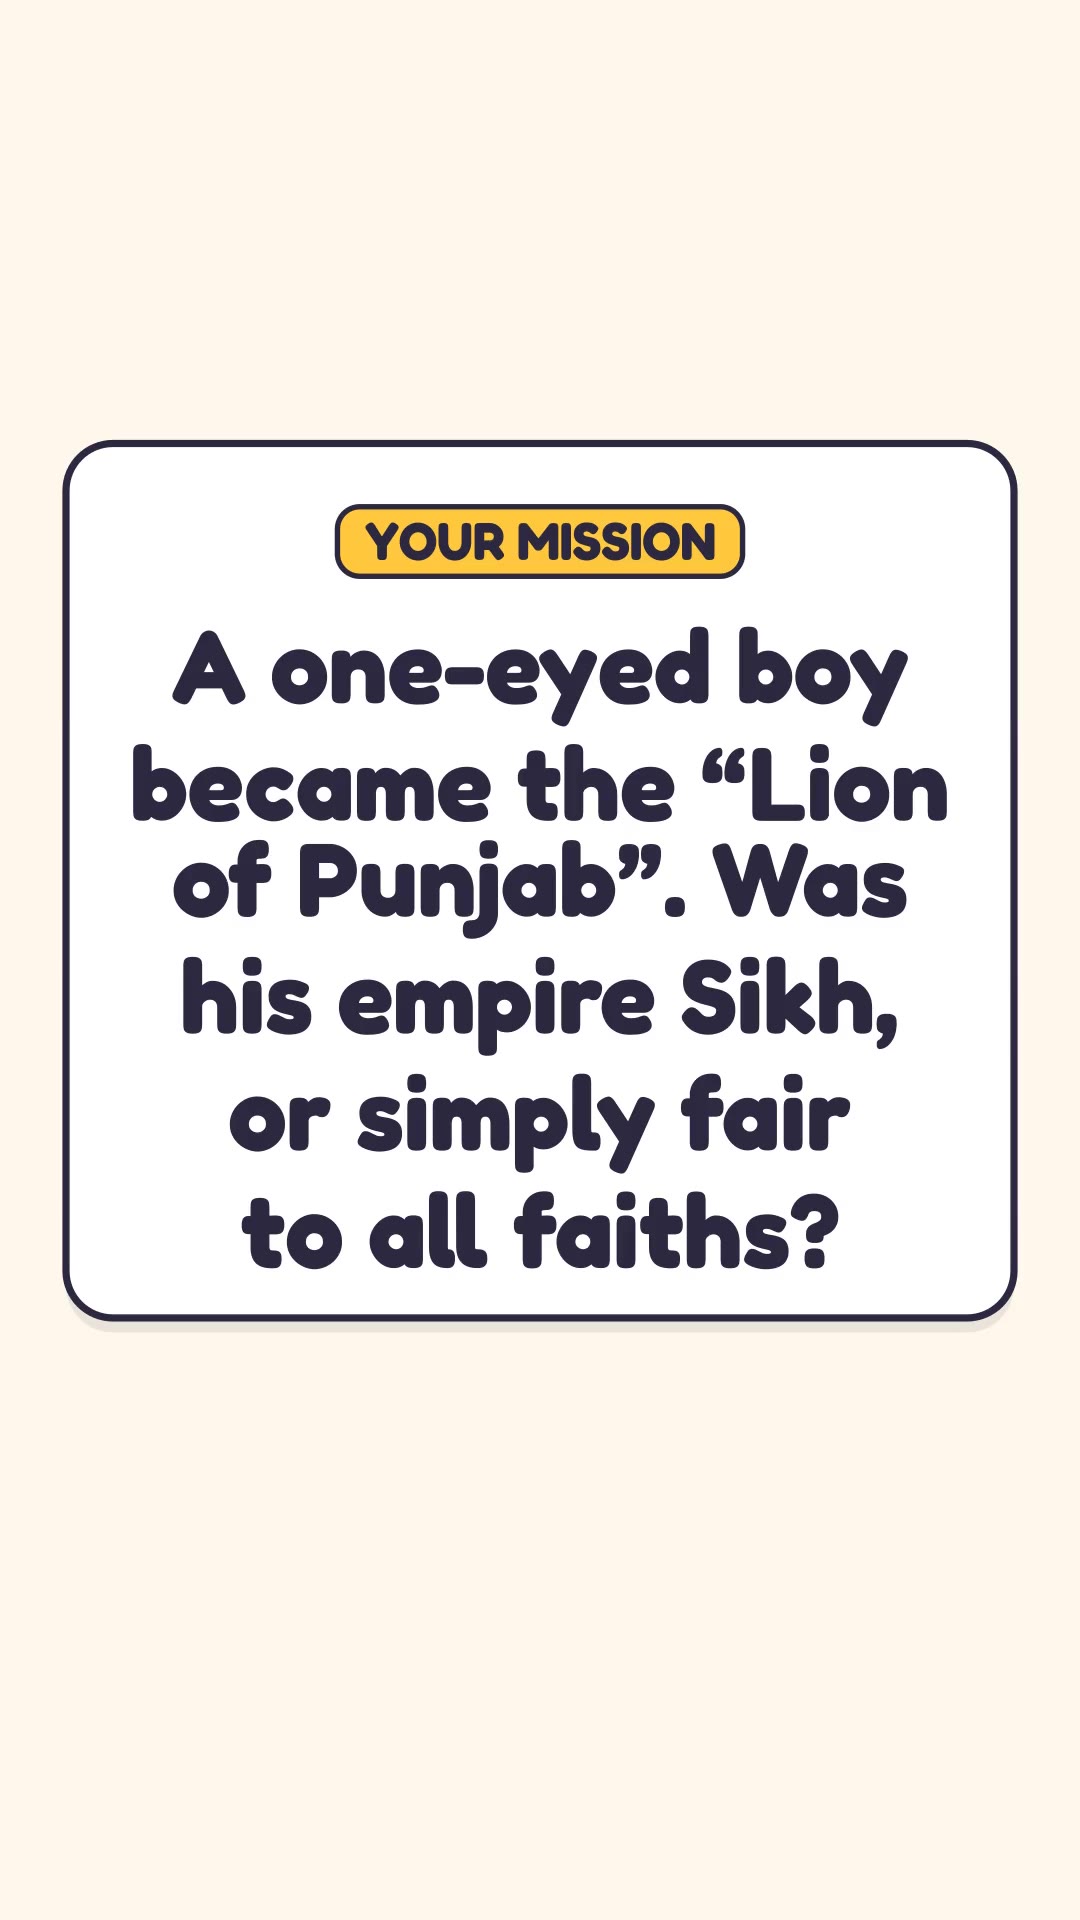 YOUR MISSION
A one-eyed boy
became the “Lion
of Punjab”. Was
his empire Sikh,
or simply fair
to all faiths?